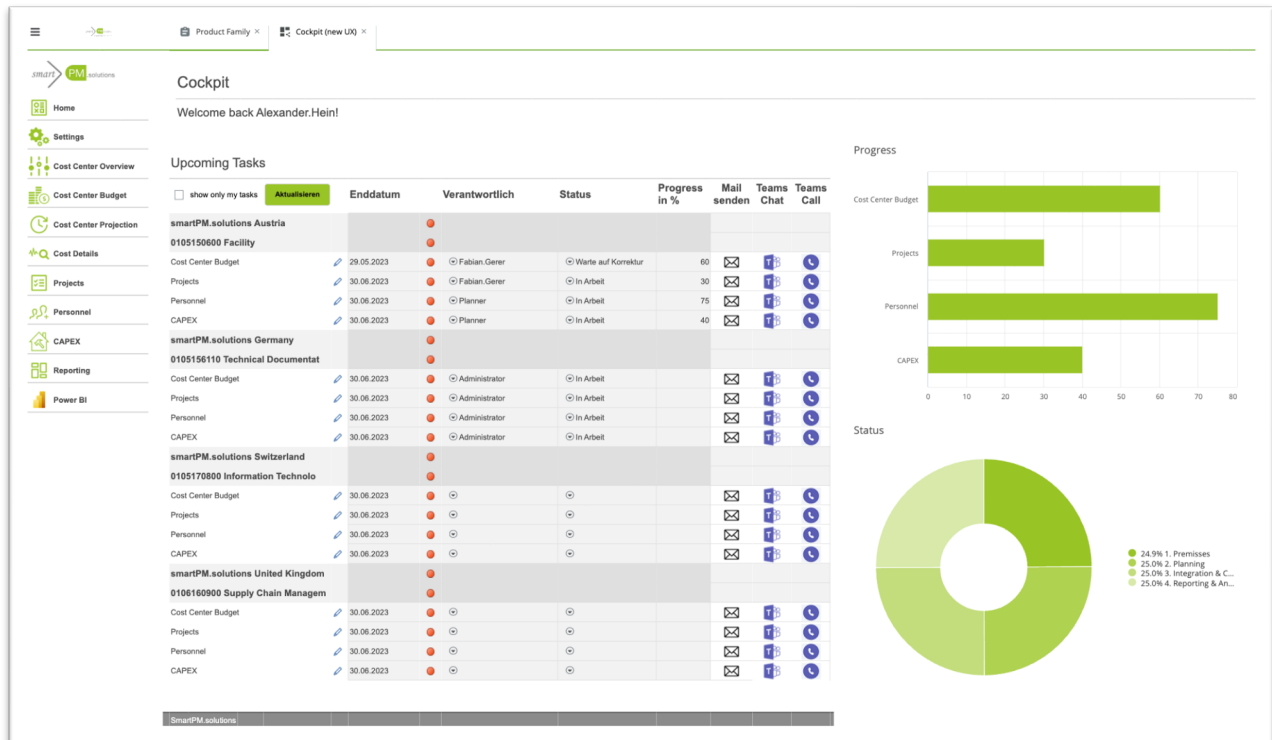 Product Family ×
Cockpit (new UX) ×
smart PM .solutions
Home
Settings
Cost Center Overview
Cost Center Budget
Cost Center Projection
Cost Details
Projects
Personnel
CAPEX
Reporting
Power BI
Cockpit
Welcome back Alexander.Hein!
Upcoming Tasks
show only my tasks Aktualisieren Enddatum Verantwortlich Status Progress in % Mail senden Teams Chat Teams Call
smartPM.solutions Austria
0105150600 Facility
Cost Center Budget 29.05.2023 Fabian.Gerer Warte auf Korrektur 60
Projects 30.06.2023 Fabian.Gerer In Arbeit 30
Personnel 30.06.2023 Planner In Arbeit 75
CAPEX 30.06.2023 Planner In Arbeit 40
smartPM.solutions Germany
0105156110 Technical Documentat
Cost Center Budget 30.06.2023 Administrator In Arbeit
Projects 30.06.2023 Administrator In Arbeit
Personnel 30.06.2023 Administrator In Arbeit
CAPEX 30.06.2023 Administrator In Arbeit
smartPM.solutions Switzerland
0105170800 Information Technolo
Cost Center Budget 30.06.2023
Projects 30.06.2023
Personnel 30.06.2023
CAPEX 30.06.2023
smartPM.solutions United Kingdom
0106160900 Supply Chain Managem
Cost Center Budget 30.06.2023
Projects 30.06.2023
Personnel 30.06.2023
CAPEX 30.06.2023
SmartPM.solutions
Progress
Cost Center Budget
Projects
Personnel
CAPEX
0 10 20 30 40 50 60 70 80
Status
24.9% 1. Premisses
25.0% 2. Planning
25.0% 3. Integration & C...
25.0% 4. Reporting & An...